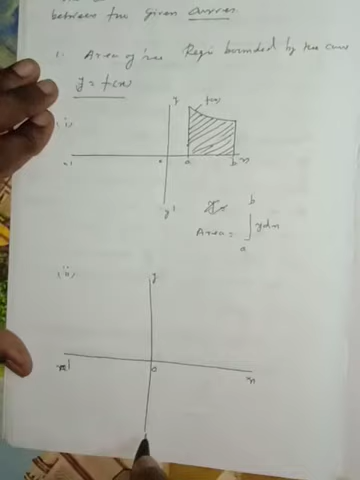 between two given curves
1. Area of the Region bounded by the curve
y = f(x)
(i)
y
f(x)
x'
o
a
b
x
y'
b
Area = ∫ y dx
a
(ii)
y
x'
o
x